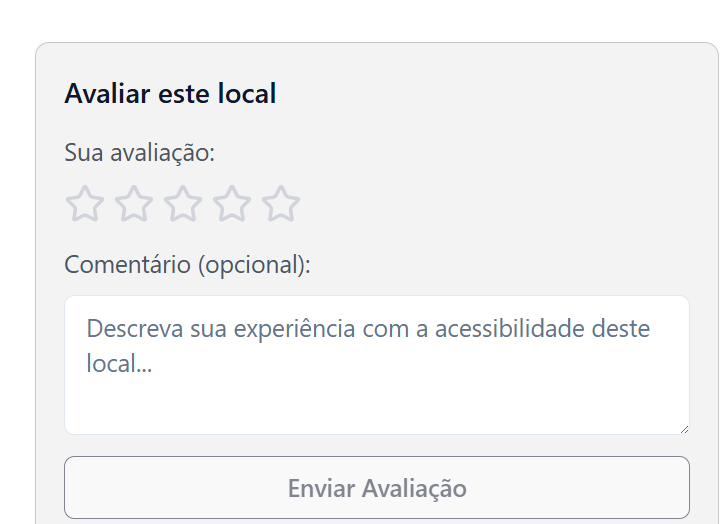 Avaliar este local
Sua avaliação:
Comentário (opcional):
Descreva sua experiência com a acessibilidade deste
local...
Enviar Avaliação